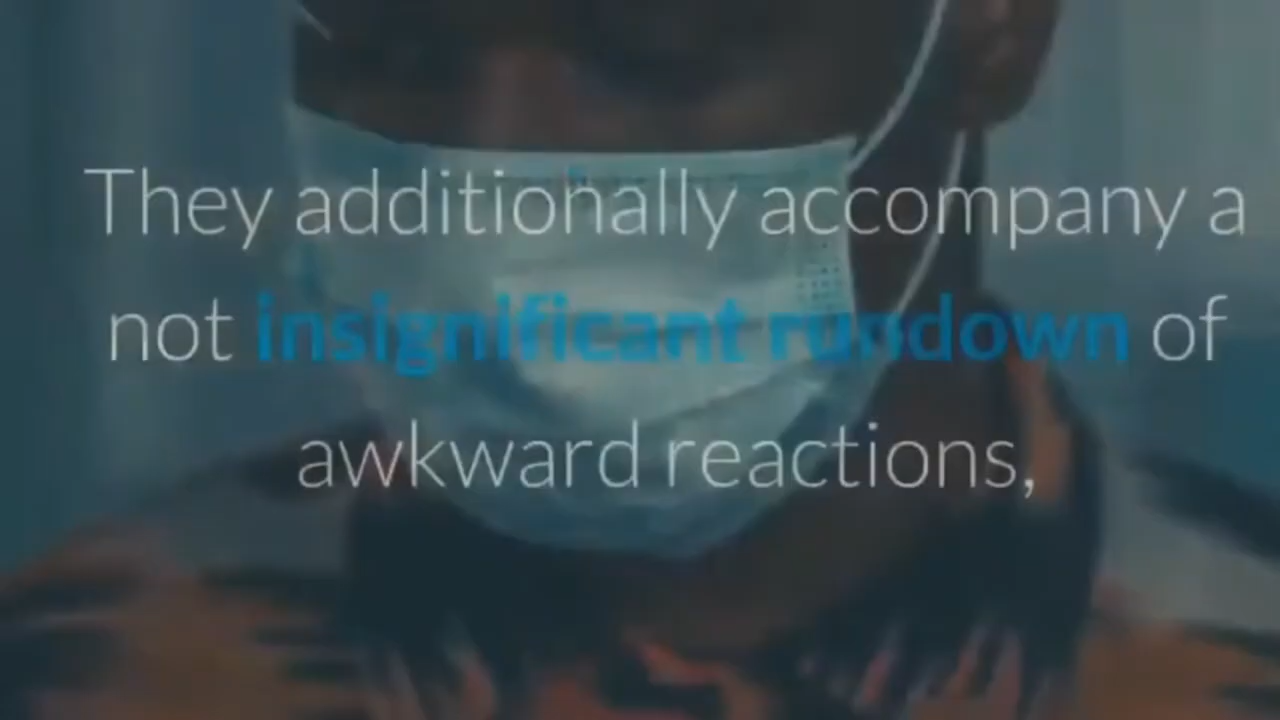 They additionally accompany a
not insignificant rundown of
awkward reactions,